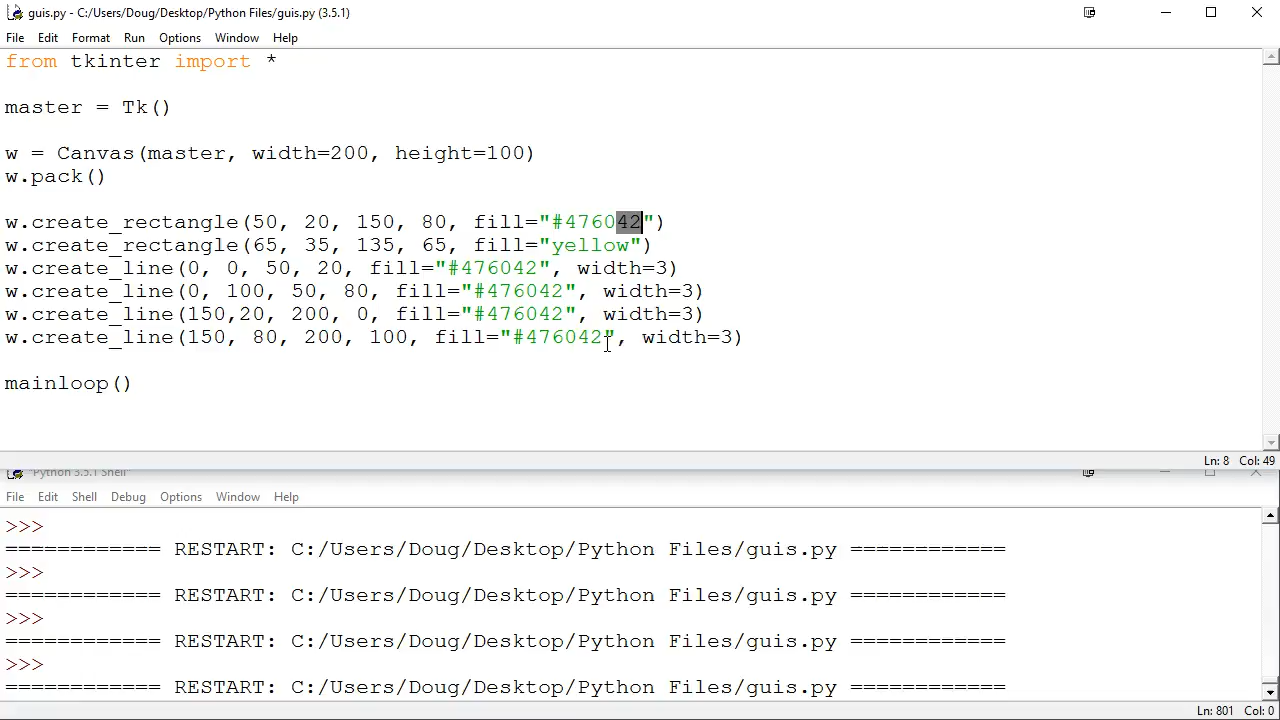 guis.py - C:/Users/Doug/Desktop/Python Files/guis.py (3.5.1)
File Edit Format Run Options Window Help
from tkinter import *
master = Tk()
w = Canvas(master, width=200, height=100)
w.pack()
w.create_rectangle(50, 20, 150, 80, fill="#476042")
w.create_rectangle(65, 35, 135, 65, fill="yellow")
w.create_line(0, 0, 50, 20, fill="#476042", width=3)
w.create_line(0, 100, 50, 80, fill="#476042", width=3)
w.create_line(150,20, 200, 0, fill="#476042", width=3)
w.create_line(150, 80, 200, 100, fill="#476042", width=3)
mainloop()
Ln: 8 Col: 49
*Python 3.5.1 Shell*
File Edit Shell Debug Options Window Help
>>>
============ RESTART: C:/Users/Doug/Desktop/Python Files/guis.py ============
>>>
============ RESTART: C:/Users/Doug/Desktop/Python Files/guis.py ============
>>>
============ RESTART: C:/Users/Doug/Desktop/Python Files/guis.py ============
>>>
============ RESTART: C:/Users/Doug/Desktop/Python Files/guis.py ============
Ln: 801 Col: 0